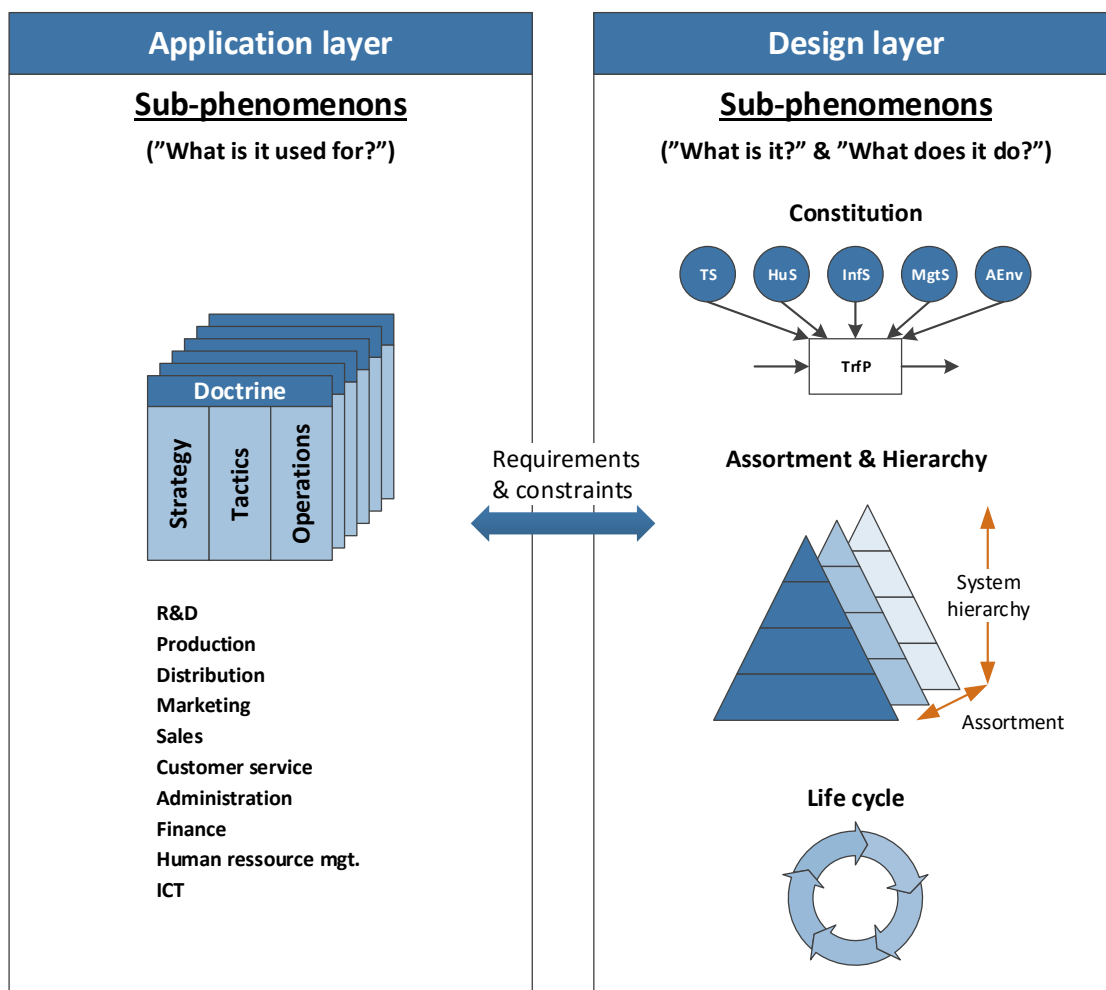 Application layer
Sub-phenomenons
(”What is it used for?”)
Doctrine
Strategy
Tactics
Operations
R&D
Production
Distribution
Marketing
Sales
Customer service
Administration
Finance
Human ressource mgt.
ICT
Requirements
& constraints
Design layer
Sub-phenomenons
(”What is it?” & ”What does it do?”)
Constitution
TS
HuS
InfS
MgtS
AEnv
TrfP
Assortment & Hierarchy
System
hierarchy
Assortment
Life cycle